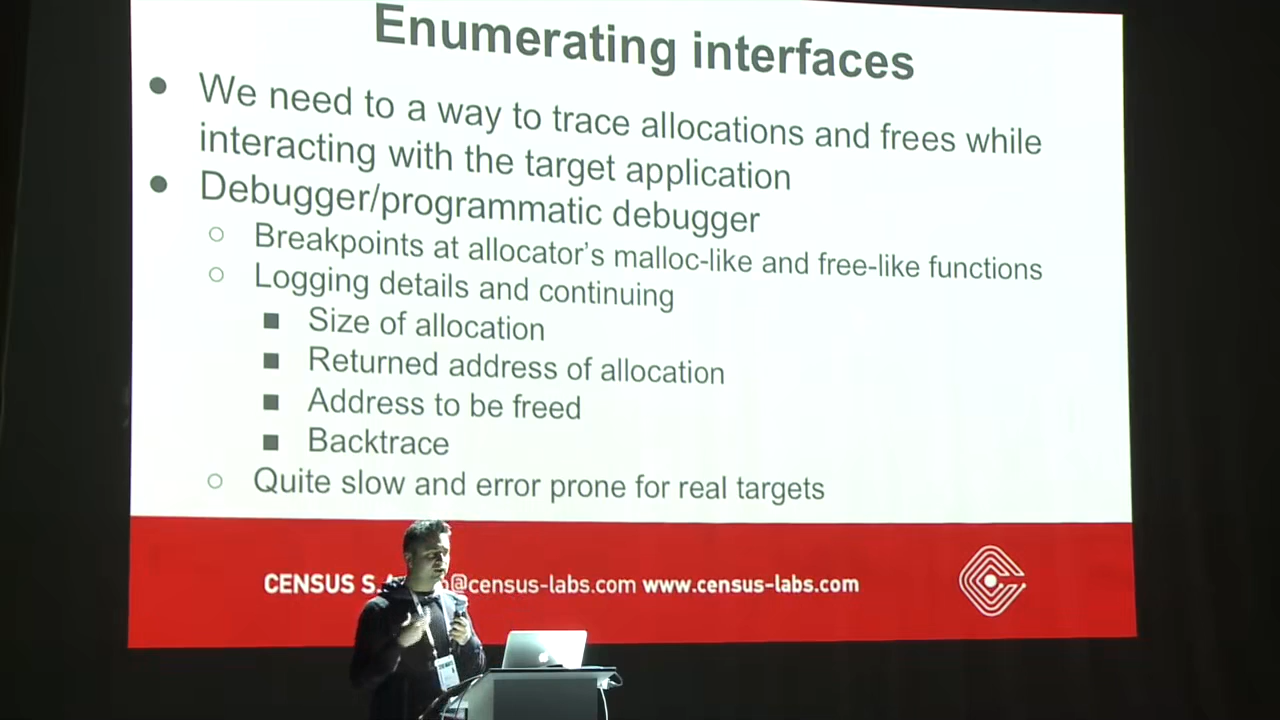 Enumerating interfaces
We need to a way to trace allocations and frees while
interacting with the target application
Debugger/programmatic debugger
Breakpoints at allocator's malloc-like and free-like functions
Logging details and continuing
Size of allocation
Returned address of allocation
Address to be freed
Backtrace
Quite slow and error prone for real targets
CENSUS S. @census-labs.com www.census-labs.com